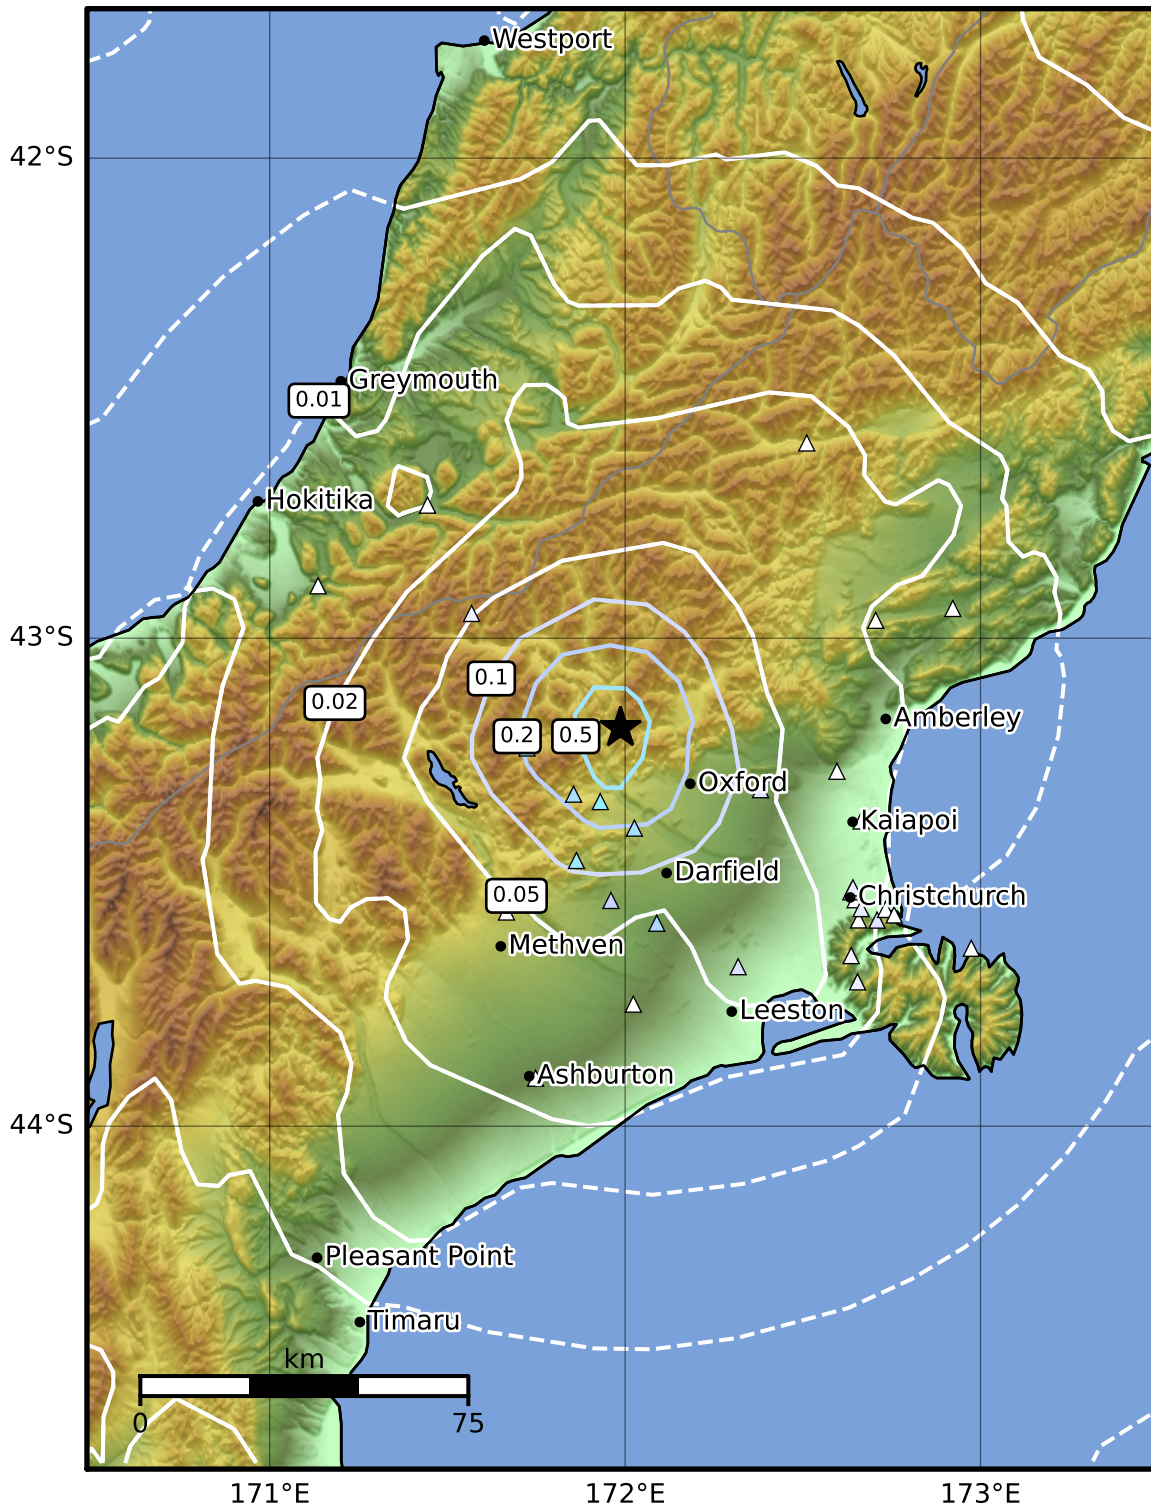 Westport
42°S
Greymouth
0.01
Hokitika
43°S
0.1
0.02
Amberley
0.2
0.5
Oxford
Kaiapoi
Darfield
0.05
Christchurch
Methven
Leeston
Ashburton
44°S
Pleasant Point
Timaru
km
0
75
171°E
172°E
173°E